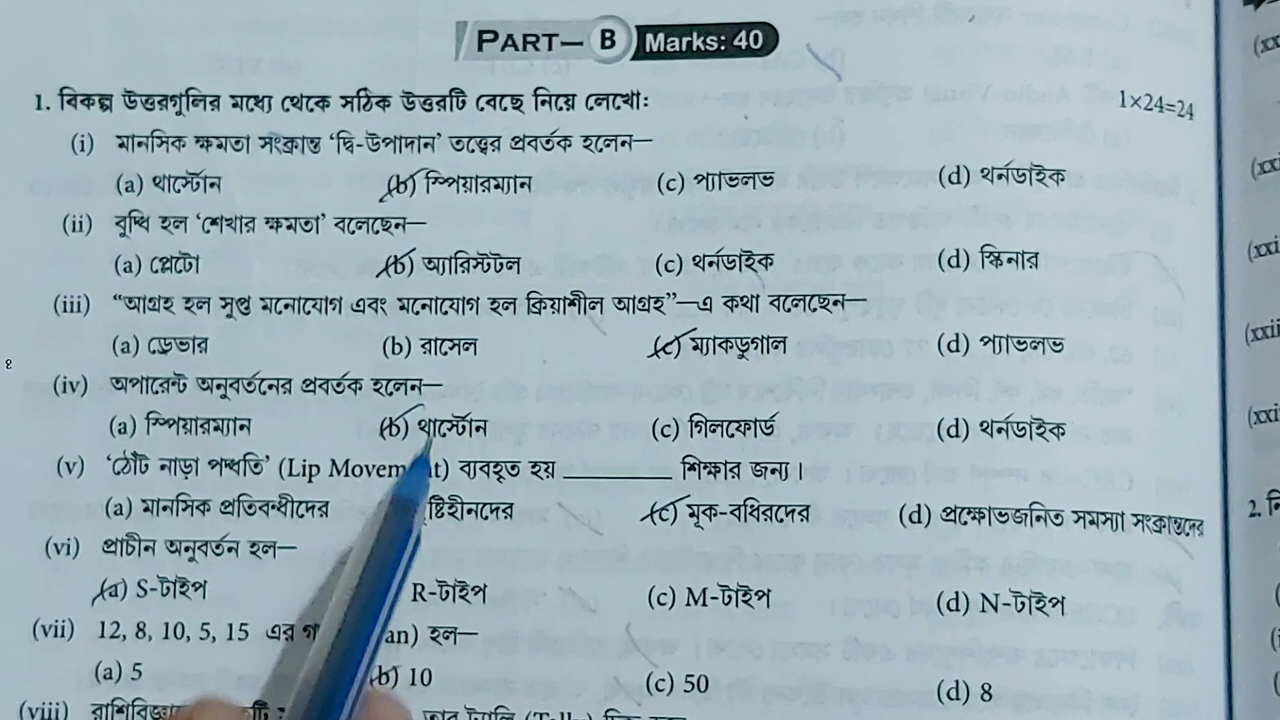 PART— B Marks: 40
1. বিকল্প উত্তরগুলির মধ্যে থেকে সঠিক উত্তরটি বেছে নিয়ে লেখো: 1×24=24
(i) মানসিক ক্ষমতা সংক্রান্ত ‘দ্বি-উপাদান’ তত্ত্বের প্রবর্তক হলেন—
(a) থার্স্টোন (b) স্পিয়ারম্যান (c) প্যাভলভ (d) থর্নডাইক
(ii) বুদ্ধি হল ‘শেখার ক্ষমতা’ বলেছেন—
(a) প্লেটো (b) অ্যারিস্টটল (c) থর্নডাইক (d) স্কিনার
(iii) “আগ্রহ হল সুপ্ত মনোযোগ এবং মনোযোগ হল ক্রিয়াশীল আগ্রহ”—এ কথা বলেছেন—
(a) ড্রেভার (b) রাসেল (c) ম্যাকডুগাল (d) প্যাভলভ
(iv) অপারেন্ট অনুবর্তনের প্রবর্তক হলেন—
(a) স্পিয়ারম্যান (b) থার্স্টোন (c) গিলফোর্ড (d) থর্নডাইক
(v) ‘ঠোঁট নাড়া পদ্ধতি’ (Lip Movem t) ব্যবহৃত হয় ________ শিক্ষার জন্য।
(a) মানসিক প্রতিবন্ধীদের ষ্টিহীনদের (c) মূক-বধিরদের (d) প্রক্ষোভজনিত সমস্যা সংক্রান্তদের
(vi) প্রাচীন অনুবর্তন হল—
(a) S-টাইপ R-টাইপ (c) M-টাইপ (d) N-টাইপ
(vii) 12, 8, 10, 5, 15 এর গ an) হল—
(a) 5 (b) 10 (c) 50 (d) 8
(viii)
2.